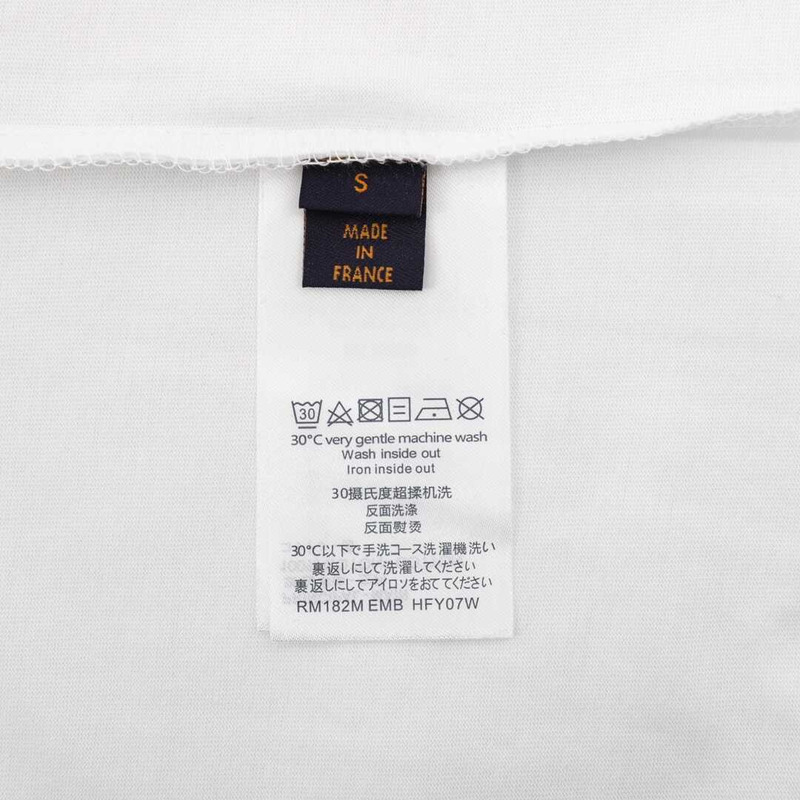 S
MADE
IN
FRANCE
30
30°C very gentle machine wash
Wash inside out
Iron inside out
30摄氏度超揉机洗
反面洗涤
反面熨烫
30°C以下で手洗コース洗濯機洗い
裏返しにして洗濯してください
裏返しにしてアイロソをおててください
RM182M EMB HFY07W